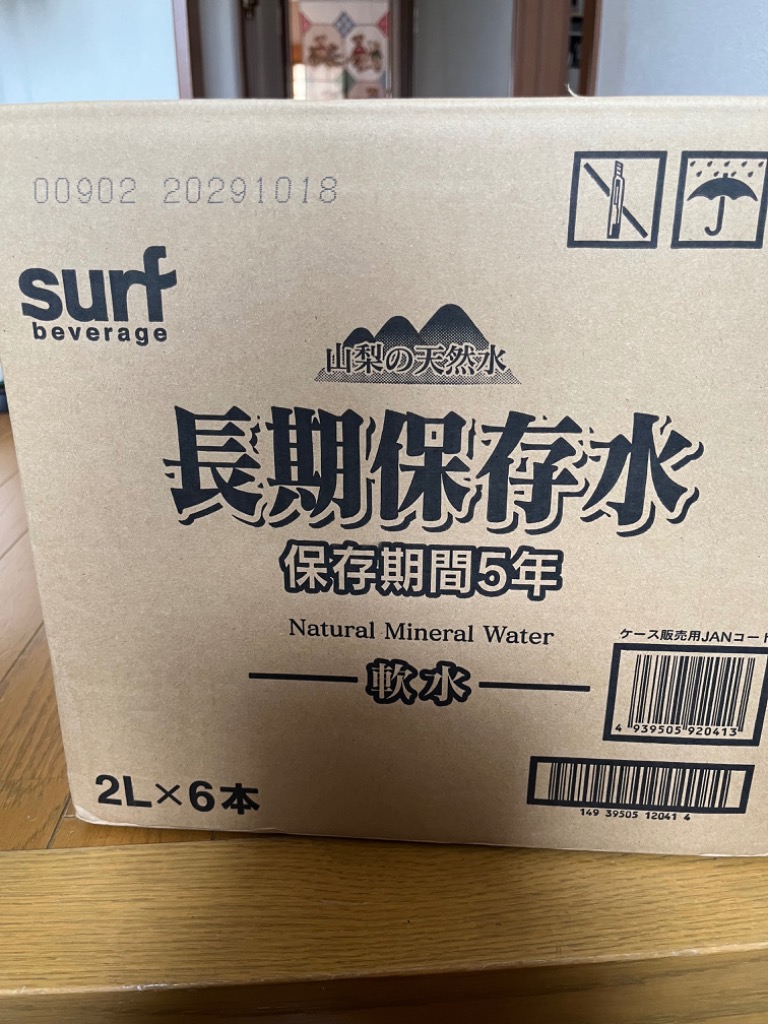 00902 20291018
surf
beverage
山梨の天然水
長期保存水
保存期間5年
Natural Mineral Water
軟水
ケース販売用JANコード
4 939505 920413
149 39505 12041 4
2L×6本